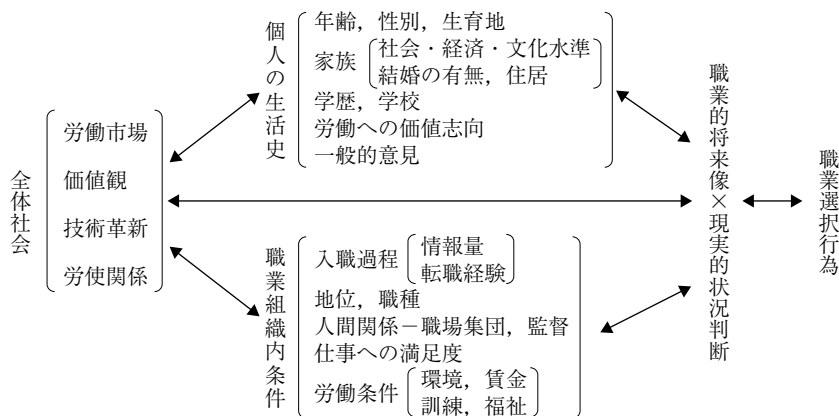 全体社会
労働市場
価値観
技術革新
労使関係
個人の生活史
年齢，性別，生育地
家族
社会・経済・文化水準
結婚の有無，住居
学歴，学校
労働への価値志向
一般的意見
職業組織内条件
入職過程
情報量
転職経験
地位，職種
人間関係－職場集団，監督
仕事への満足度
労働条件
環境，賃金
訓練，福祉
職業的将来像×現実的状況判断
職業選択行為